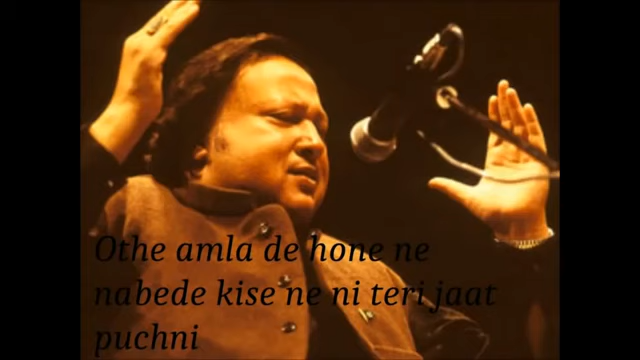 Othe amla de hone ne
nabede kise ne ni teri jaat
puchni